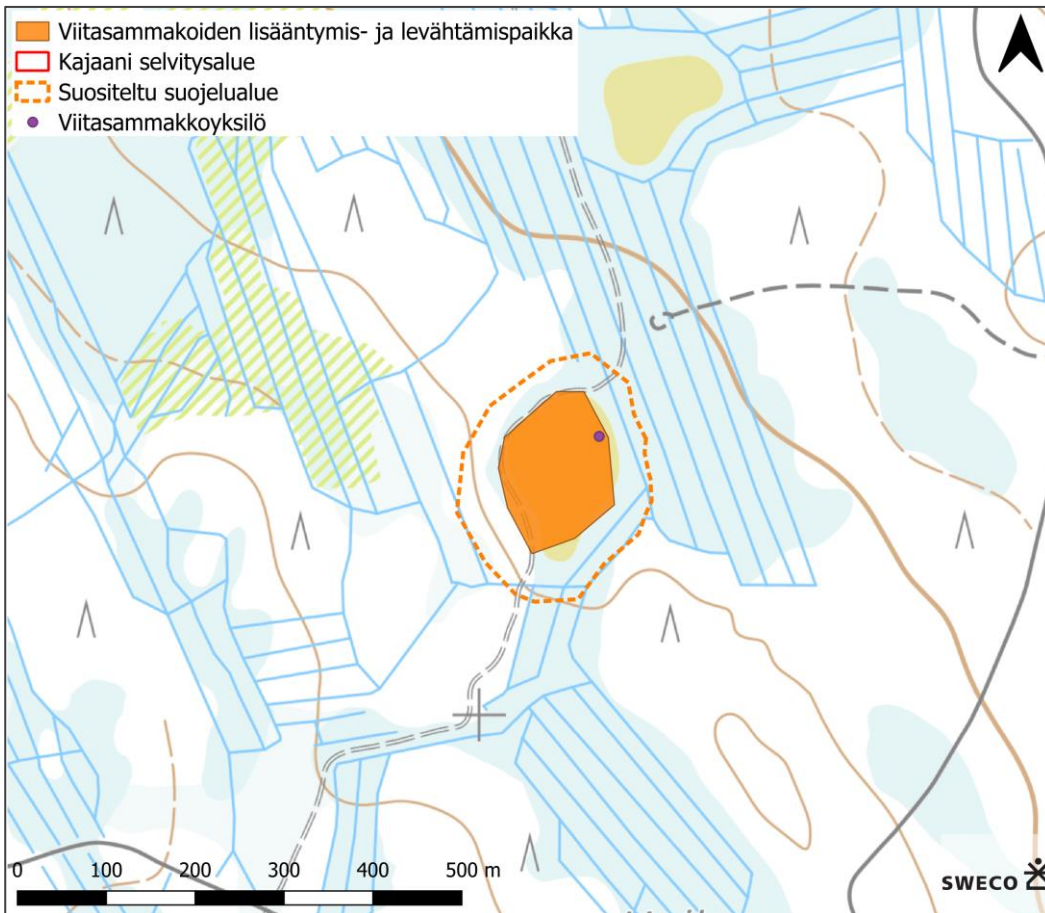 Viitasammakoiden lisääntymis- ja levähtämispaikka
Kajaani selvitysalue
Suositeltu suojelualue
Viitasammakkoyksilö
0 100 200 300 400 500 m
SWECO